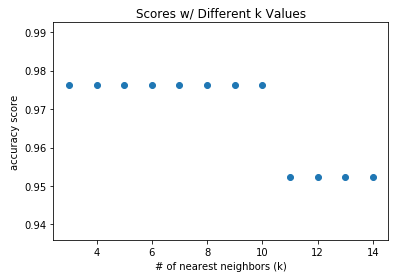 Scores w/ Different k Values
0.99
0.98
0.97
0.96
0.95
0.94
accuracy score
4 6 8 10 12 14
# of nearest neighbors (k)